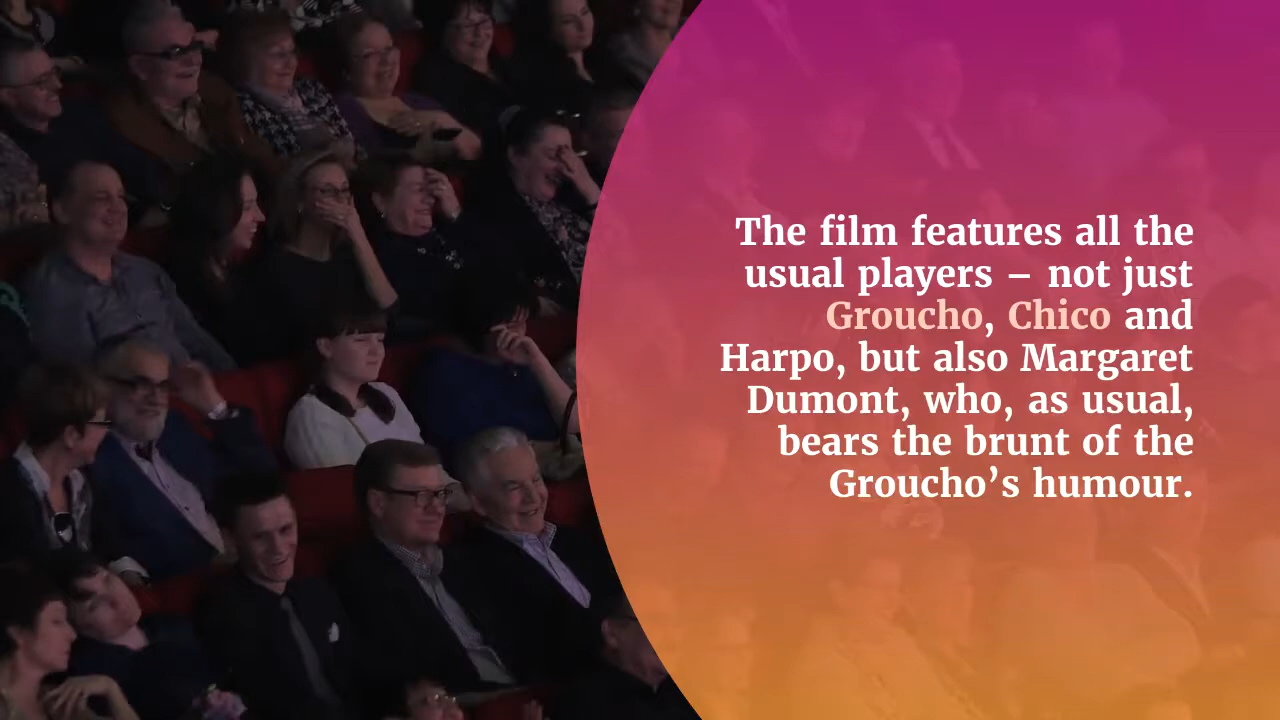 The film features all the
usual players – not just
Groucho, Chico and
Harpo, but also Margaret
Dumont, who, as usual,
bears the brunt of the
Groucho’s humour.